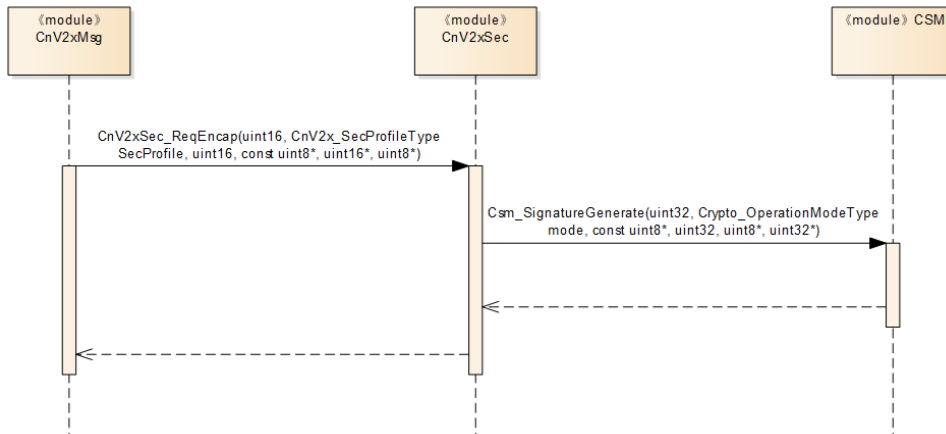 《module》
CnV2xMsg
《module》
CnV2xSec
《module》CSM
CnV2xSec_ReqEncap(uint16, CnV2x_SecProfileType
SecProfile, uint16, const uint8*, uint16*, uint8*)
Csm_SignatureGenerate(uint32, Crypto_OperationModeType
mode, const uint8*, uint32, uint8*, uint32*)